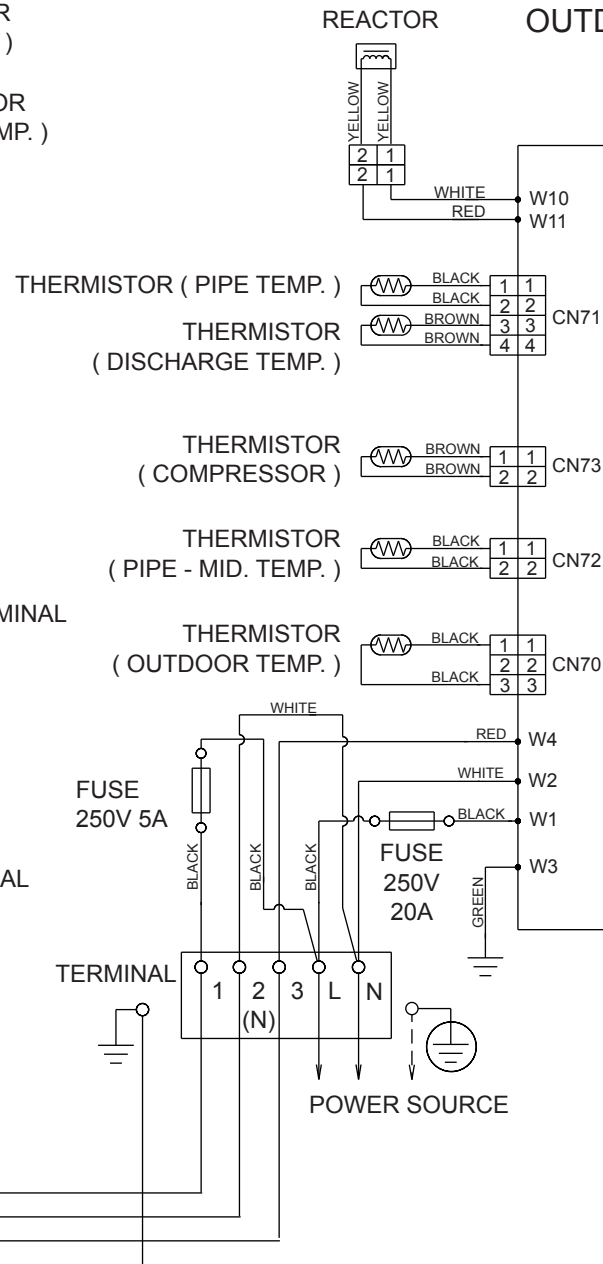 R
)
OR
MP. )
REACTOR
OUTD
YELLOW
YELLOW
2 1
2 1
WHITE
W10
RED
W11
THERMISTOR ( PIPE TEMP. )
BLACK
1 1
BLACK
2 2
CN71
THERMISTOR
( DISCHARGE TEMP. )
BROWN
3 3
BROWN
4 4
THERMISTOR
( COMPRESSOR )
BROWN
1 1
BROWN
2 2
CN73
THERMISTOR
( PIPE - MID. TEMP. )
BLACK
1 1
BLACK
2 2
CN72
MINAL
THERMISTOR
( OUTDOOR TEMP. )
BLACK
1 1
2 2
BLACK
3 3
CN70
WHITE
RED
W4
WHITE
W2
FUSE
250V 5A
BLACK
W1
FUSE
250V
20A
BLACK
BLACK
BLACK
W3
GREEN
AL
TERMINAL
1 2 3 L N
(N)
POWER SOURCE